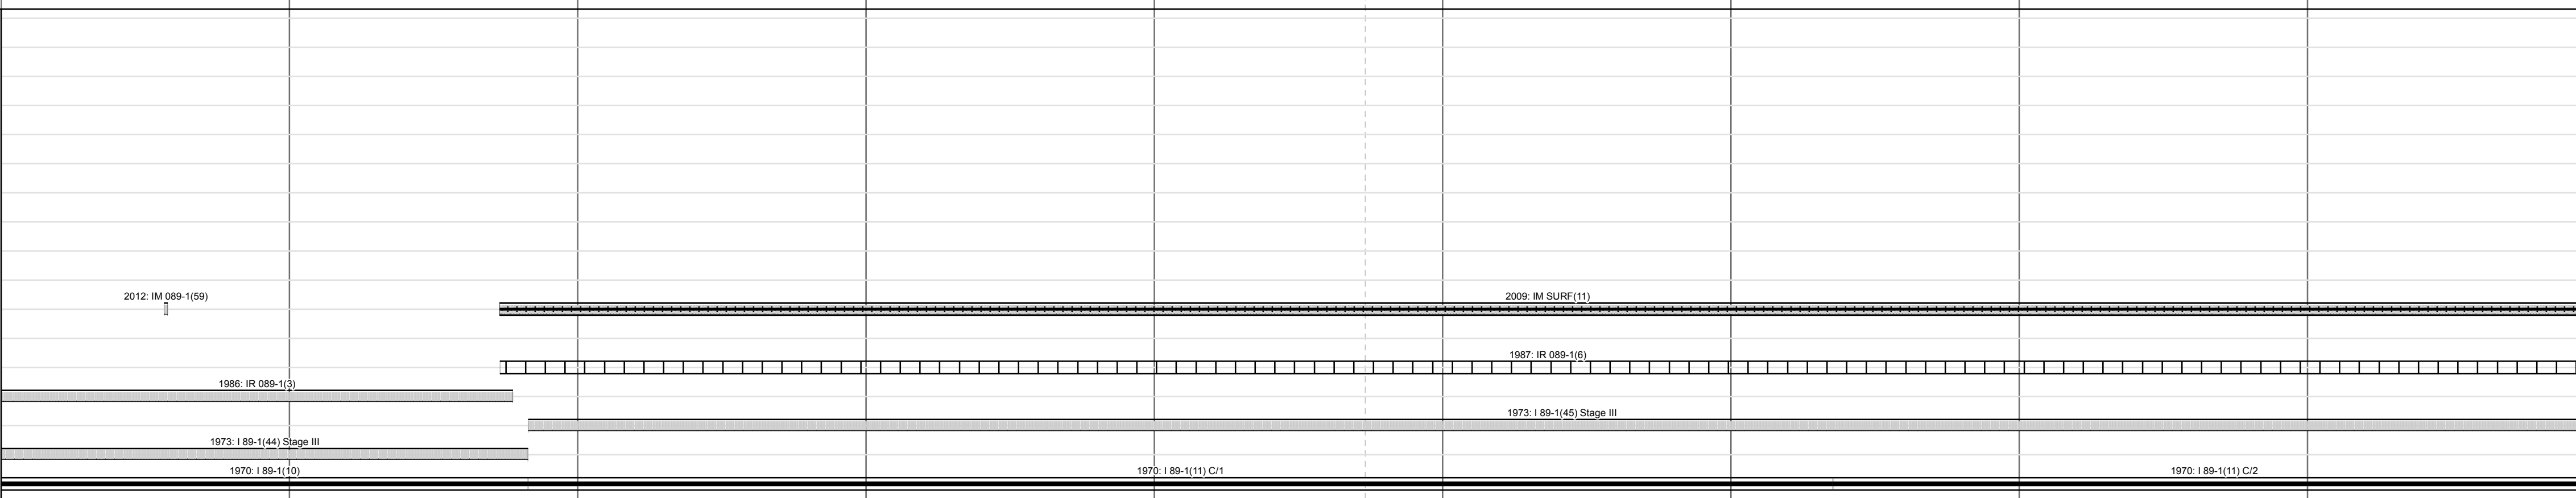 2012: IM 089-1(59)
2009: IM SURF(11)
1987: IR 089-1(6)
1986: IR 089-1(3)
1973: I 89-1(45) Stage III
1973: I 89-1(44) Stage III
1970: I 89-1(10)
1970: I 89-1(11) C/1
1970: I 89-1(11) C/2